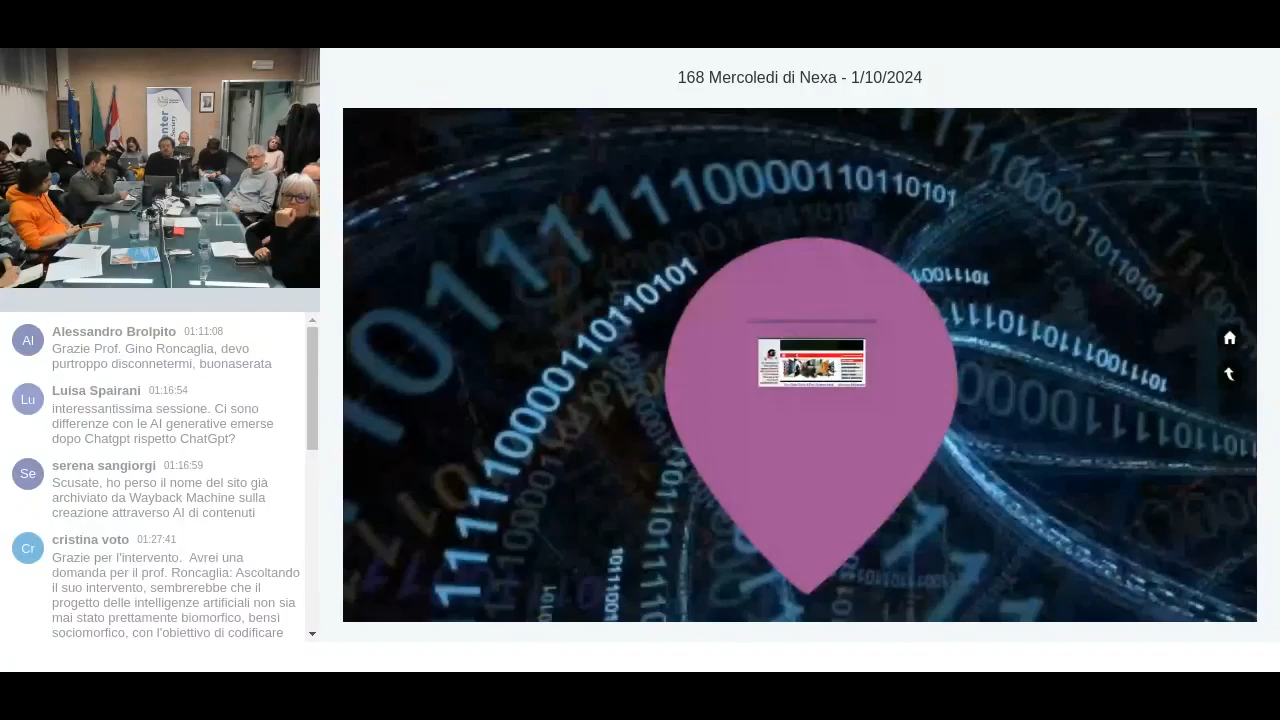 168 Mercoledi di Nexa - 1/10/2024
Al
Alessandro Brolpito 01:11:08
Grazie Prof. Gino Roncaglia, devo
purtroppo disconnetermi, buonaserata
Lu
Luisa Spairani 01:16:54
interessantissima sessione. Ci sono
differenze con le AI generative emerse
dopo Chatgpt rispetto ChatGpt?
Se
serena sangiorgi 01:16:59
Scusate, ho perso il nome del sito già
archiviato da Wayback Machine sulla
creazione attraverso AI di contenuti
Cr
cristina voto 01:27:41
Grazie per l'intervento. Avrei una
domanda per il prof. Roncaglia: Ascoltando
il suo intervento, sembrerebbe che il
progetto delle intelligenze artificiali non sia
mai stato prettamente biomorfico, bensì
sociomorfico, con l'obiettivo di codificare